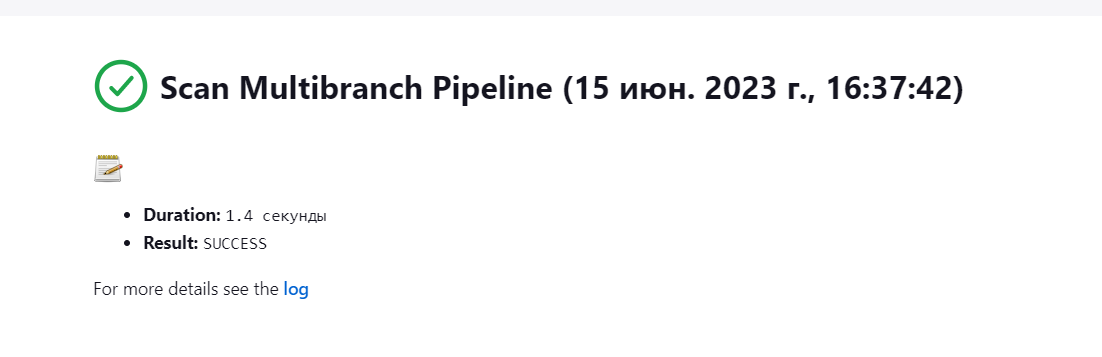 Scan Multibranch Pipeline (15 июн. 2023 г., 16:37:42)
Duration: 1.4 секунды
Result: SUCCESS
For more details see the log